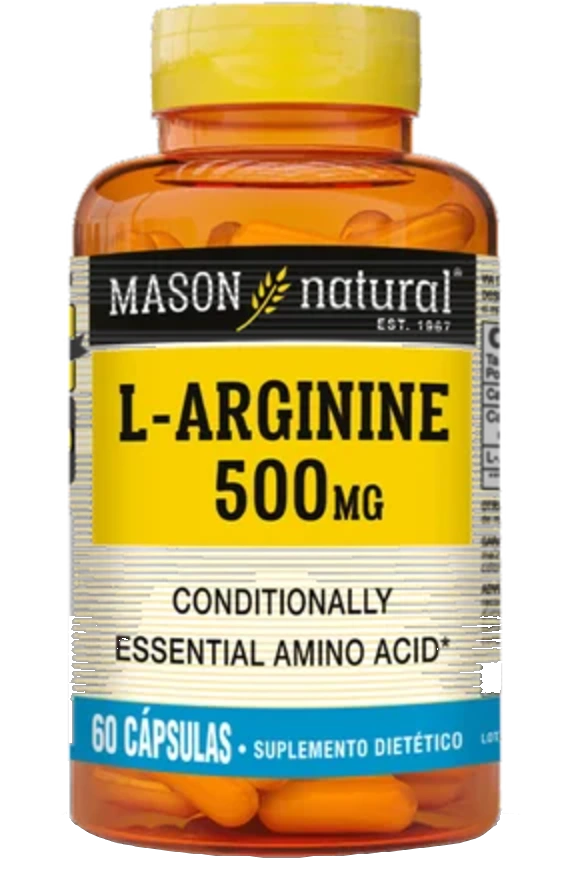 MASON natural®
EST. 1967
L-ARGININE
500MG
CONDITIONALLY
ESSENTIAL AMINO ACID*
60 CÁPSULAS • SUPLEMENTO DIETÉTICO